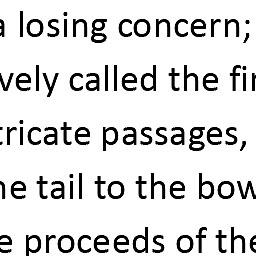 a losing concern;
vely called the fir
tricate passages,
he tail to the bow
e proceeds of the